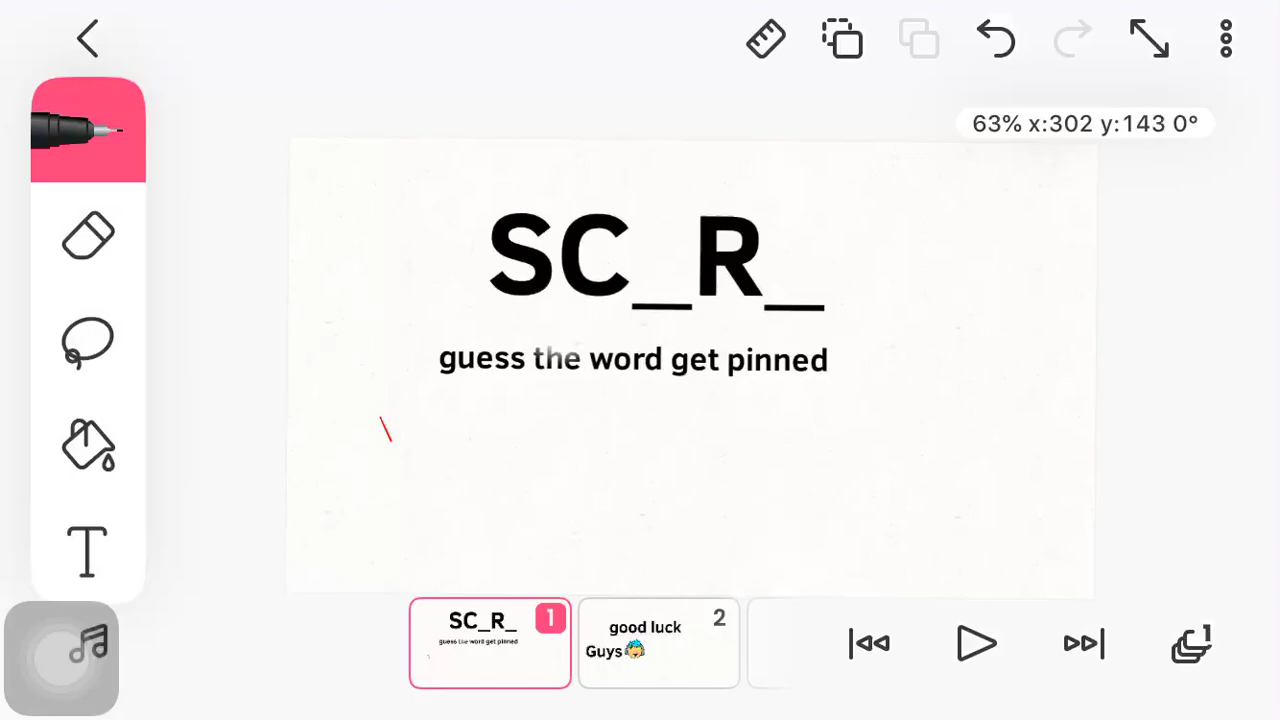 63% x:302 y:143 0°
SC_R_
guess the word get pinned
T
SC_R_
guess the word get pinned
1
good luck
Guys
2
1